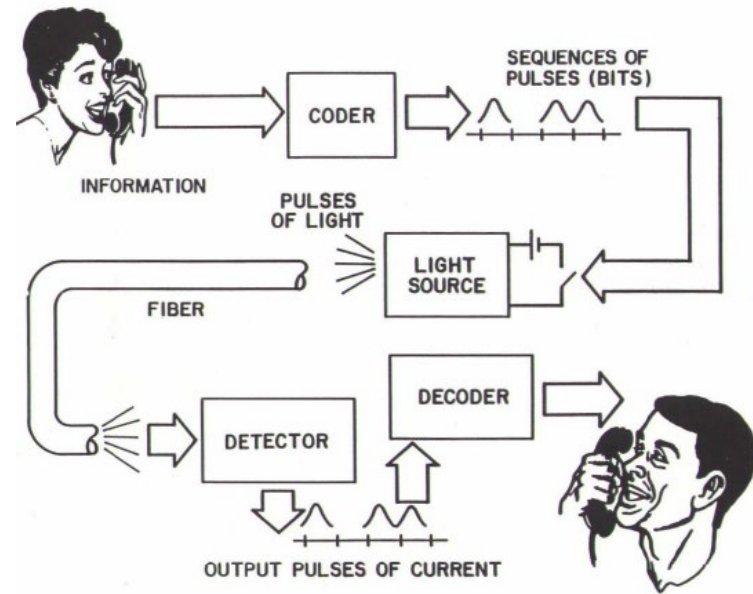 SEQUENCES OF
PULSES (BITS)
CODER
INFORMATION
PULSES
OF LIGHT
LIGHT
SOURCE
FIBER
DECODER
DETECTOR
OUTPUT PULSES OF CURRENT